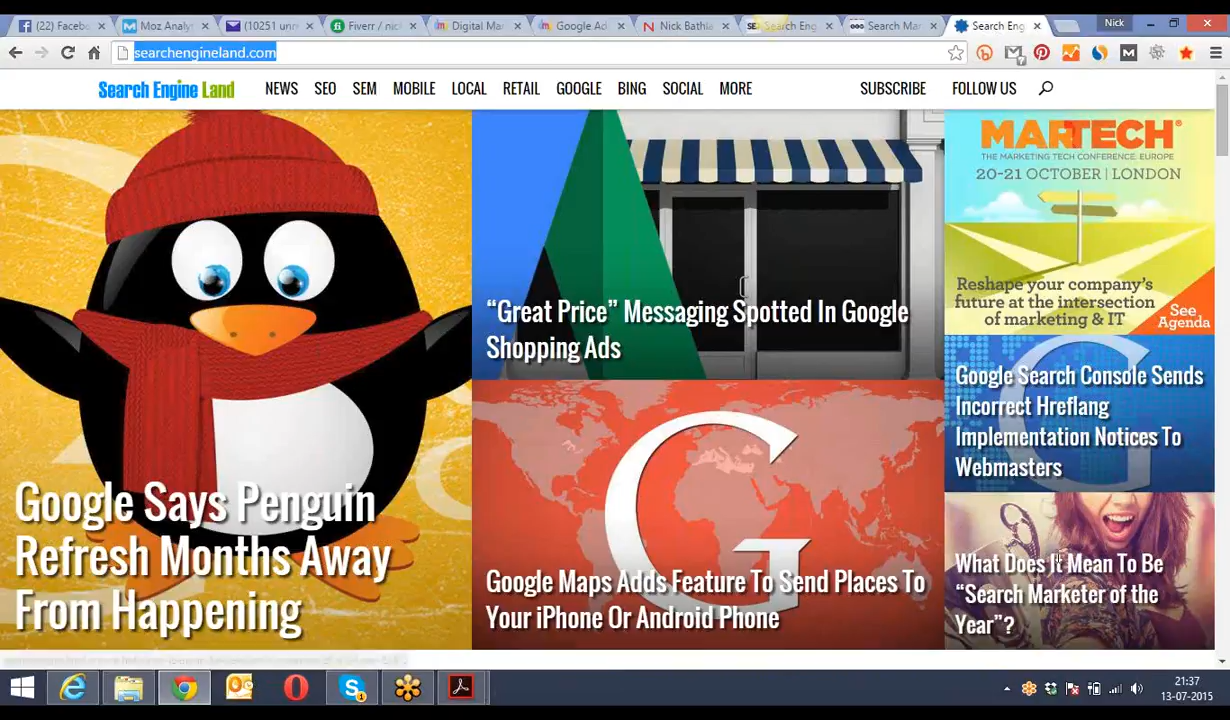 (22) Faceb
Moz Analyt
(10251 unr
Fiverr / nic
Digital Mar
Google Ad
Nick Bathla
Search Eng
Search Mar
Search Eng
Nick
searchengineland.com
Search Engine Land
NEWS
SEO
SEM
MOBILE
LOCAL
RETAIL
GOOGLE
BING
SOCIAL
MORE
SUBSCRIBE
FOLLOW US
Google Says Penguin
Refresh Months Away
From Happening
“Great Price” Messaging Spotted In Google
Shopping Ads
Google Maps Adds Feature To Send Places To
Your iPhone Or Android Phone
MARTECH®
THE MARKETING TECH CONFERENCE: EUROPE
20-21 OCTOBER | LONDON
Reshape your company's
future at the intersection
of marketing & IT
See
Agenda
Google Search Console Sends
Incorrect Hreflang
Implementation Notices To
Webmasters
What Does It Mean To Be
“Search Marketer of the
Year”?
21:37
13-07-2015